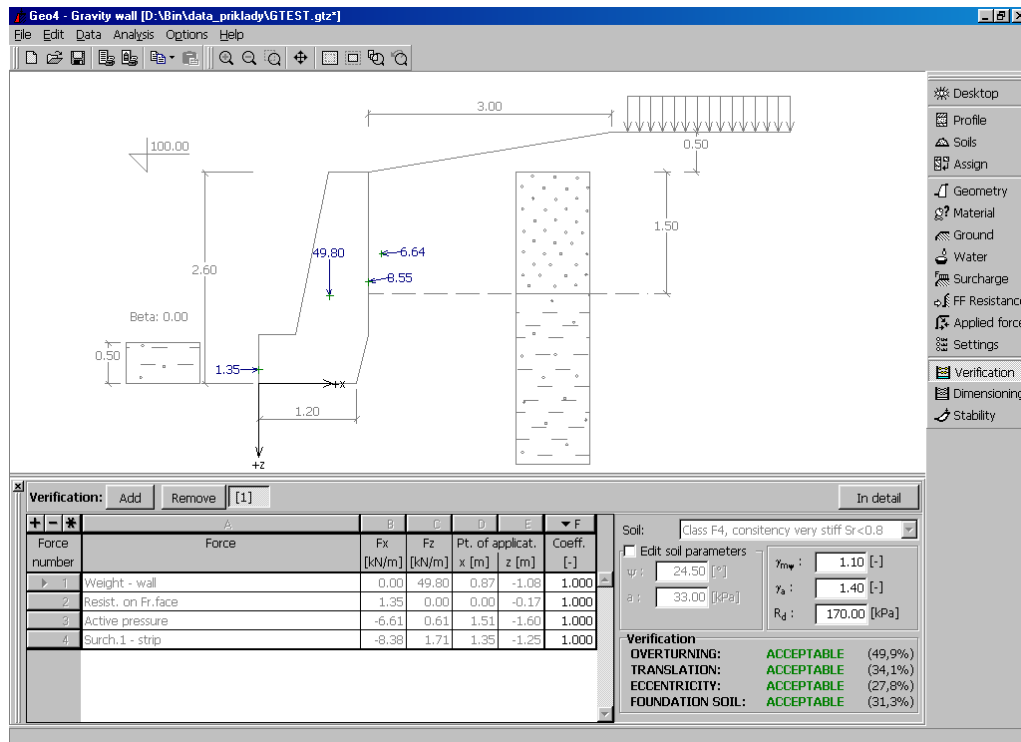 Geo4 - Gravity wall [D:\Bin\data_priklady\GTEST.gtz*]
File Edit Data Analysis Options Help
3.00
100.00
0.50
1.50
49.80
6.64
8.55
2.60
Beta: 0.00
0.50
1.35
+x
1.20
+z
Desktop
Profile
Soils
Assign
Geometry
Material
Ground
Water
Surcharge
FF Resistance
Applied force
Settings
Verification
Dimensioning
Stability
Verification: Add Remove [1] In detail
+ - * A B C D E F
Force number Force Fx [kN/m] Fz [kN/m] Pt. of applicat. x [m] z [m] Coeff. [-]
1 Weight - wall 0.00 49.80 0.87 -1.08 1.000
2 Resist. on Fr.face 1.35 0.00 0.00 -0.17 1.000
3 Active pressure -6.61 0.61 1.51 -1.60 1.000
4 Surch.1 - strip -8.38 1.71 1.35 -1.25 1.000
Soil: Class F4, consitency very stiff Sr<0.8
Edit soil parameters
ψ : 24.50 [°]
a : 33.00 [kPa]
γmψ : 1.10 [-]
γa : 1.40 [-]
Rd : 170.00 [kPa]
Verification
OVERTURNING: ACCEPTABLE (49,9%)
TRANSLATION: ACCEPTABLE (34,1%)
ECCENTRICITY: ACCEPTABLE (27,8%)
FOUNDATION SOIL: ACCEPTABLE (31,3%)